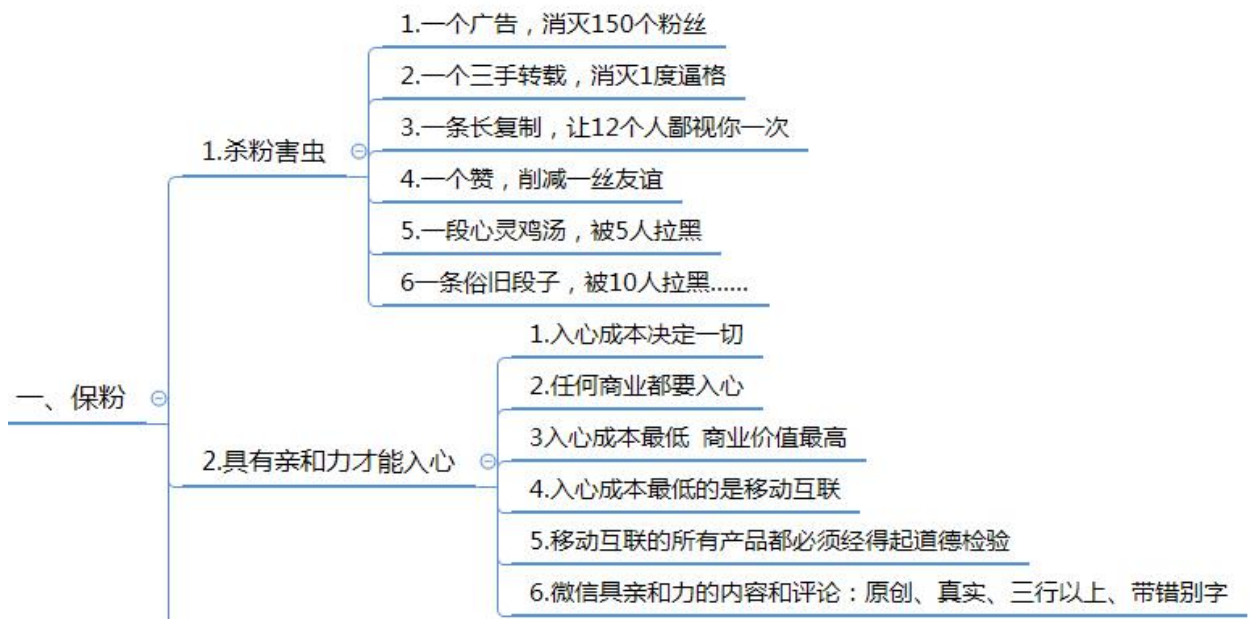 1.一个广告，消灭150个粉丝
2.一个三手转载，消灭1度逼格
3.一条长复制，让12个人鄙视你一次
1.杀粉害虫
4.一个赞，削减一丝友谊
5.一段心灵鸡汤，被5人拉黑
6一条俗旧段子，被10人拉黑......
一、保粉
1.入心成本决定一切
2.任何商业都要入心
3入心成本最低 商业价值最高
2.具有亲和力才能入心
4.入心成本最低的是移动互联
5.移动互联的所有产品都必须经得起道德检验
6.微信具亲和力的内容和评论：原创、真实、三行以上、带错别字